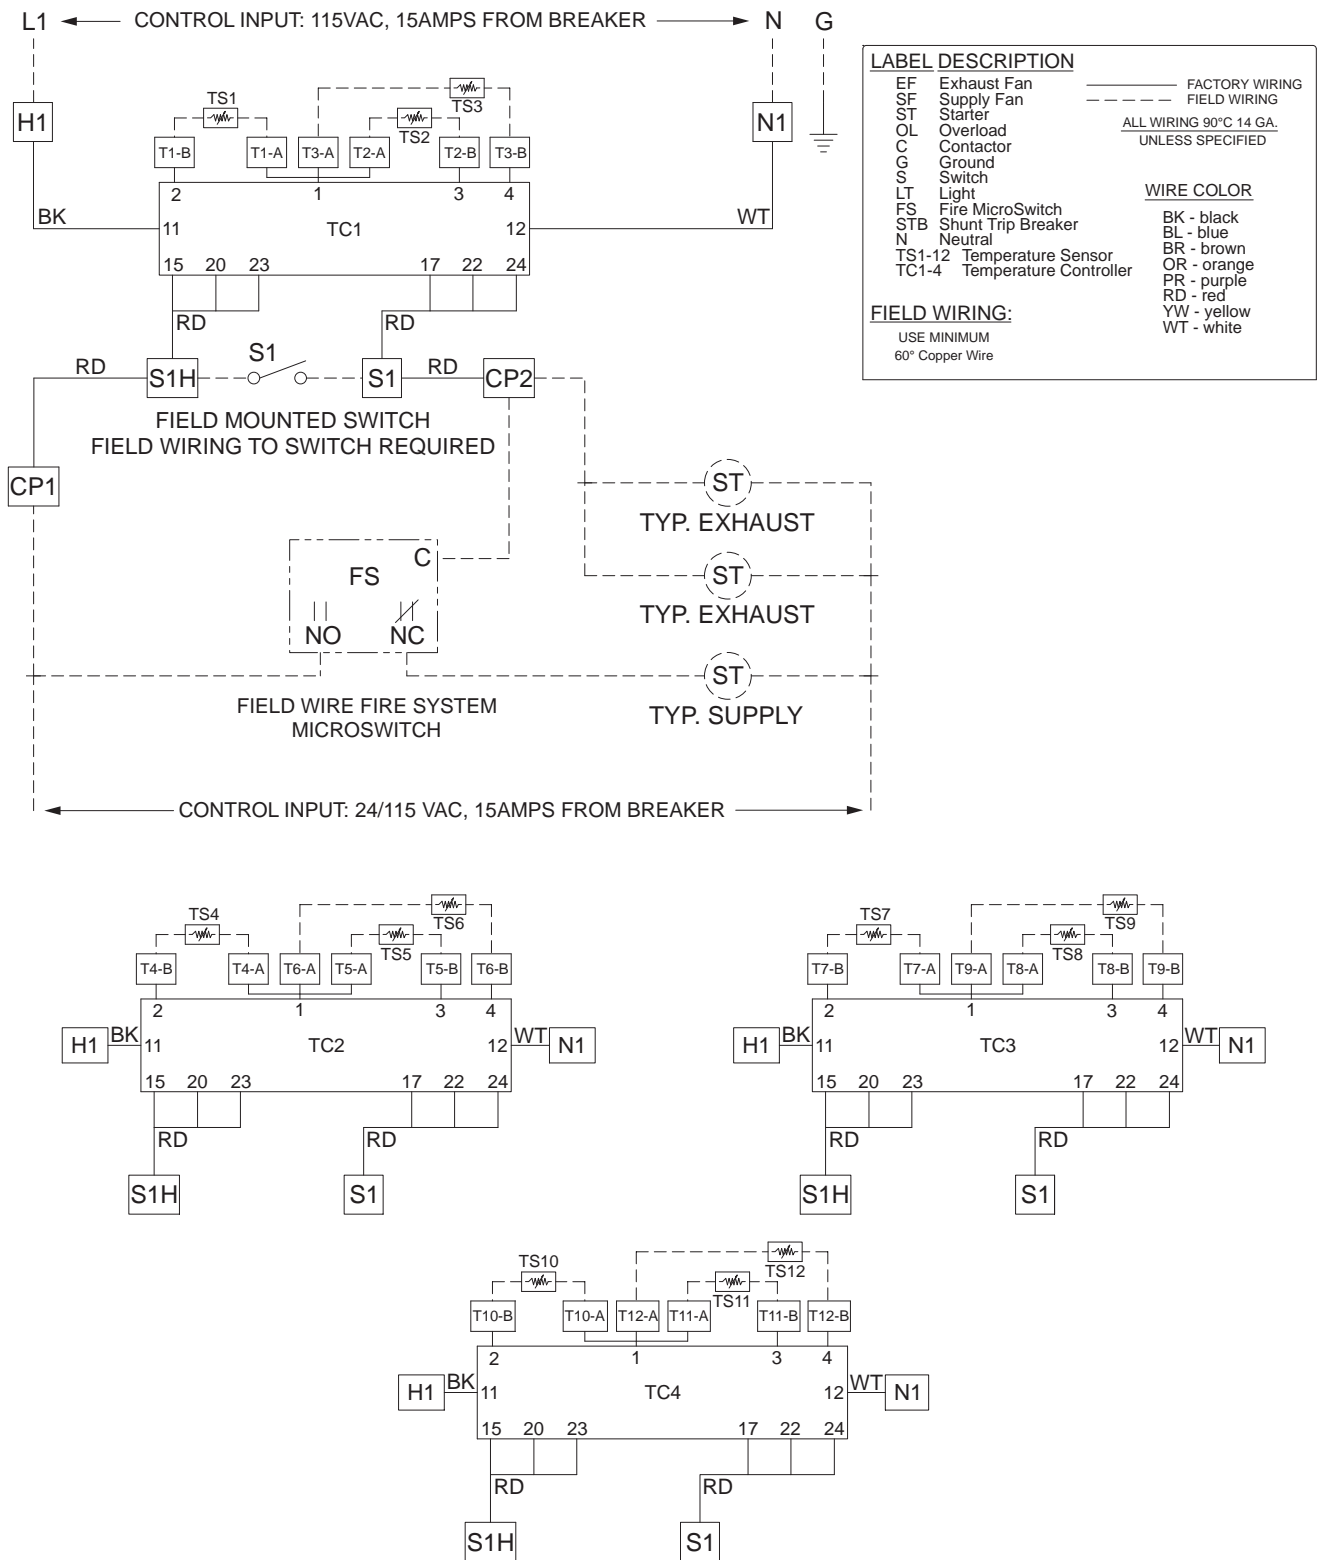 L1 CONTROL INPUT: 115VAC, 15AMPS FROM BREAKER N G
TS1 TS3
TS2
H1 N1
T1-B T1-A T3-A T2-A T2-B T3-B
2 1 3 4
BK WT
11 TC1 12
15 20 23 17 22 24
RD RD
RD S1 RD
S1H S1 CP2
FIELD MOUNTED SWITCH
FIELD WIRING TO SWITCH REQUIRED
CP1
ST
TYP. EXHAUST
C
FS
ST
TYP. EXHAUST
NO NC
ST
TYP. SUPPLY
FIELD WIRE FIRE SYSTEM
MICROSWITCH
CONTROL INPUT: 24/115 VAC, 15AMPS FROM BREAKER
LABEL DESCRIPTION
EF Exhaust Fan
SF Supply Fan
ST Starter
OL Overload
C Contactor
G Ground
S Switch
LT Light
FS Fire MicroSwitch
STB Shunt Trip Breaker
N Neutral
TS1-12 Temperature Sensor
TC1-4 Temperature Controller
FACTORY WIRING
FIELD WIRING
ALL WIRING 90°C 14 GA.
UNLESS SPECIFIED
WIRE COLOR
BK - black
BL - blue
BR - brown
OR - orange
PR - purple
RD - red
YW - yellow
WT - white
FIELD WIRING:
USE MINIMUM
60° Copper Wire
TS4 TS6
TS5
T4-B T4-A T6-A T5-A T5-B T6-B
2 1 3 4
H1 BK 11 TC2 12 WT N1
15 20 23 17 22 24
RD RD
S1H S1
TS7 TS9
TS8
T7-B T7-A T9-A T8-A T8-B T9-B
2 1 3 4
H1 BK 11 TC3 12 WT N1
15 20 23 17 22 24
RD RD
S1H S1
TS10 TS12
TS11
T10-B T10-A T12-A T11-A T11-B T12-B
2 1 3 4
H1 BK 11 TC4 12 WT N1
15 20 23 17 22 24
RD RD
S1H S1